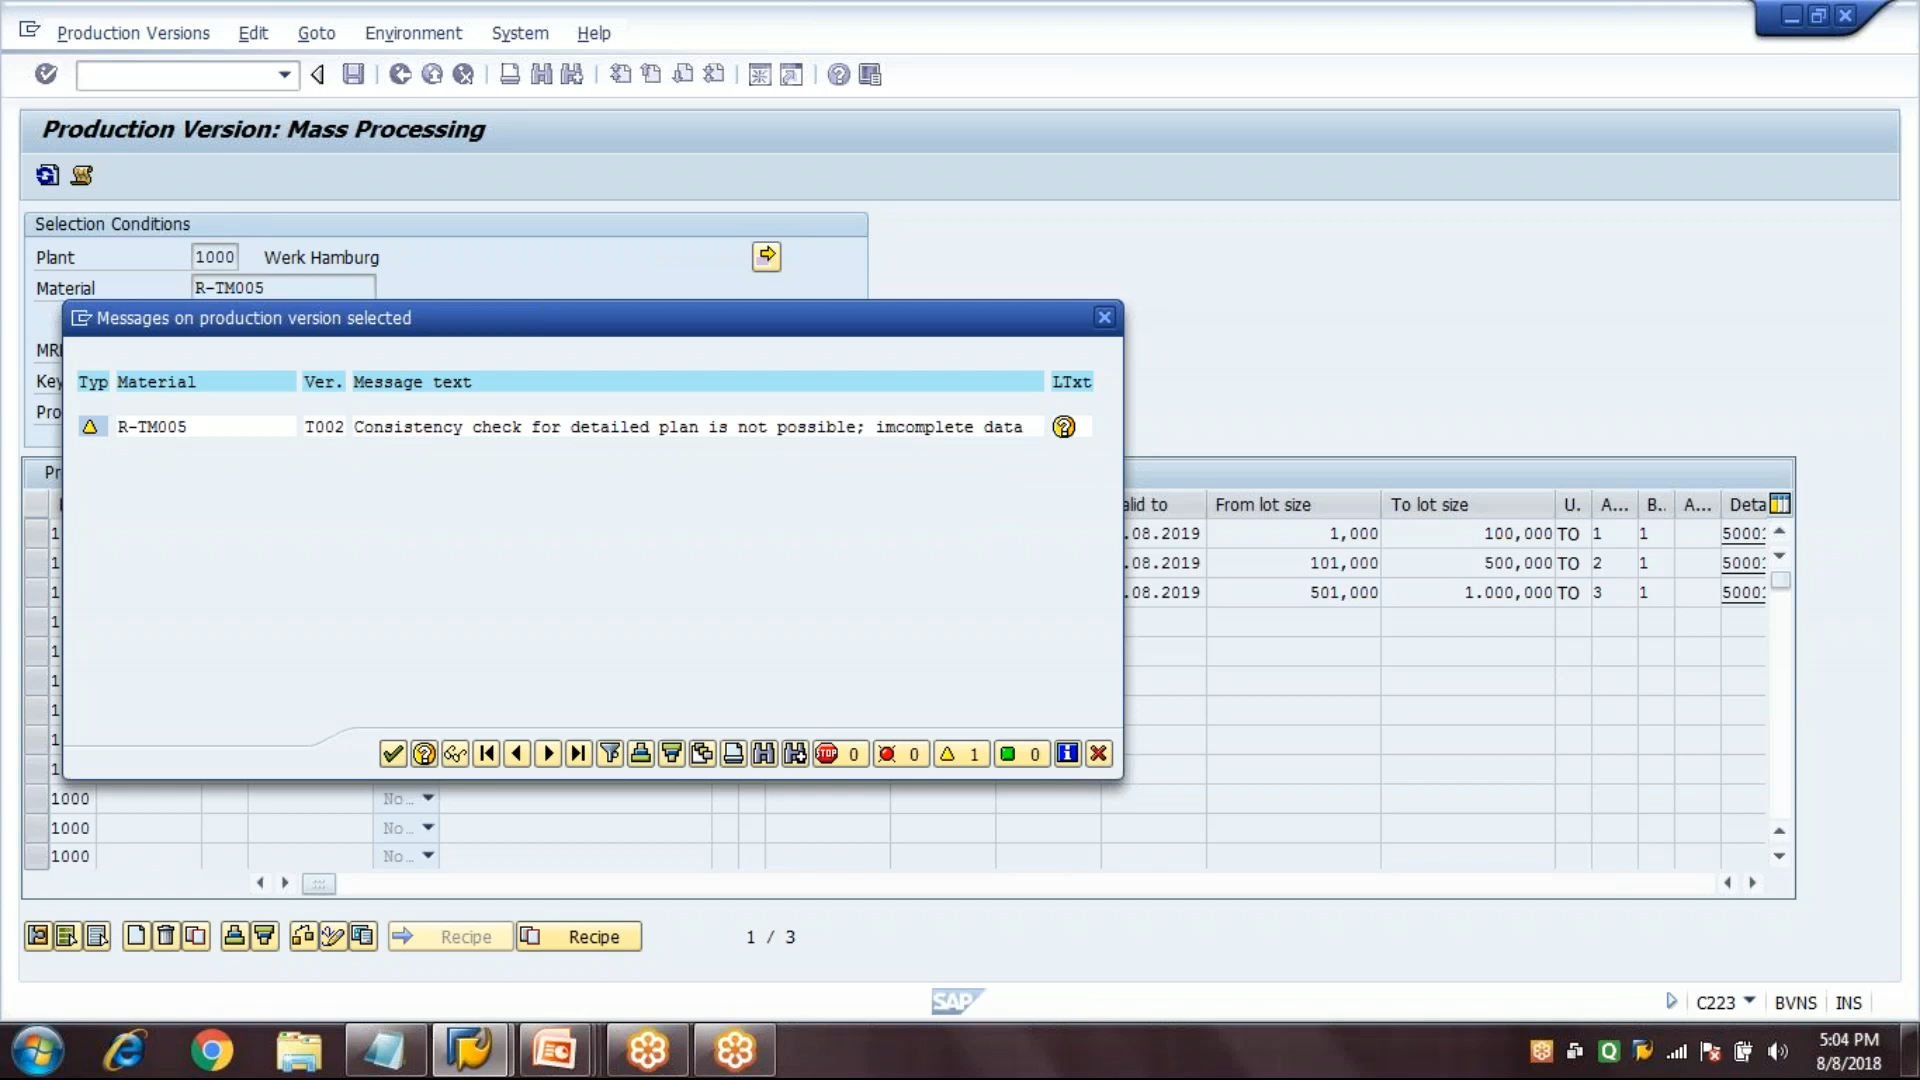 Production Versions Edit Goto Environment System Help
Production Version: Mass Processing
Selection Conditions
Plant 1000 Werk Hamburg
Material R-TM005
Messages on production version selected
Typ Material Ver. Message text LTxt
R-TM005 T002 Consistency check for detailed plan is not possible; imcomplete data
STOP 0 0 1 0
From lot size To lot size U. A... B.. A... Deta
.08.2019 1,000 100,000 TO 1 1
.08.2019 101,000 500,000 TO 2 1
.08.2019 501,000 1.000,000 TO 3 1
1000 No...
1000 No...
1000 No...
Recipe Recipe 1 / 3
SAP C223 BVNS INS
5:04 PM
8/8/2018